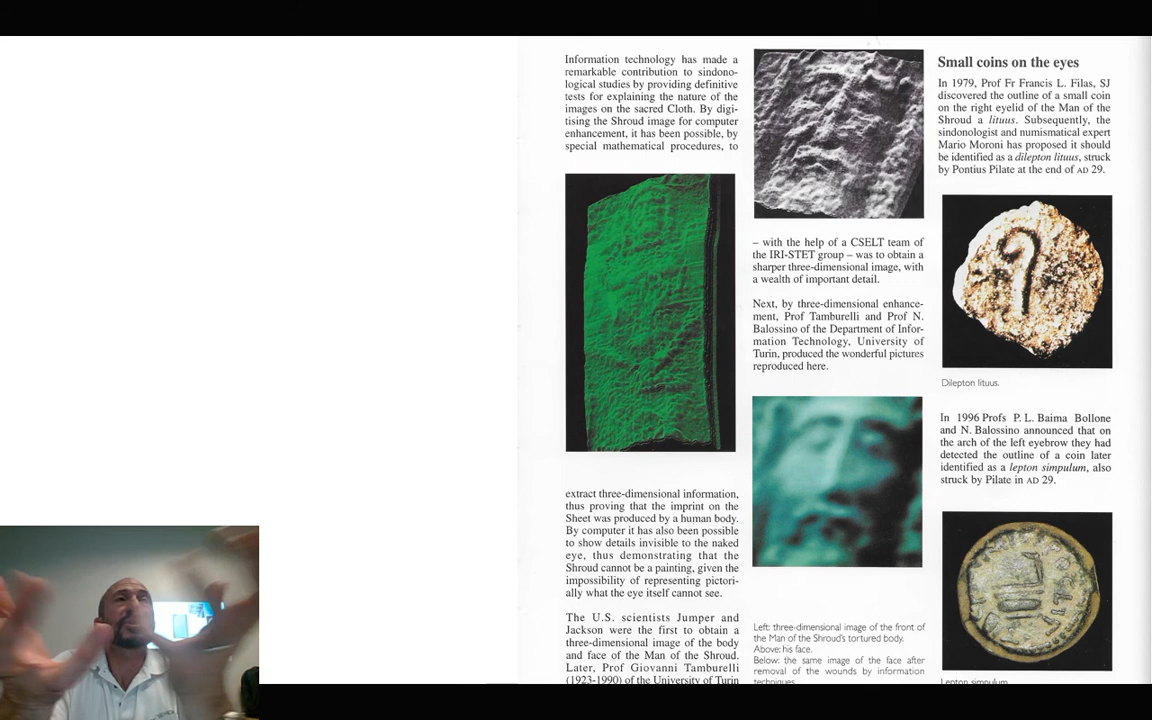 Information technology has made a
remarkable contribution to sindono-
logical studies by providing definitive
tests for explaining the nature of the
images on the sacred Cloth. By digi-
tising the Shroud image for computer
enhancement, it has been possible, by
special mathematical procedures, to
extract three-dimensional information,
thus proving that the imprint on the
Sheet was produced by a human body.
By computer it has also been possible
to show details invisible to the naked
eye, thus demonstrating that the
Shroud cannot be a painting, given the
impossibility of representing pictori-
ally what the eye itself cannot see.
The U.S. scientists Jumper and
Jackson were the first to obtain a
three-dimensional image of the body
and face of the Man of the Shroud.
Later, Prof Giovanni Tamburelli
(1923-1990) of the University of Turin
– with the help of a CSELT team of
the IRI-STET group – was to obtain a
sharper three-dimensional image, with
a wealth of important detail.
Next, by three-dimensional enhance-
ment, Prof Tamburelli and Prof N.
Balossino of the Department of Infor-
mation Technology, University of
Turin, produced the wonderful pictures
reproduced here.
Left: three-dimensional image of the front of
the Man of the Shroud's tortured body.
Above: his face.
Below: the same image of the face after
removal of the wounds by information
techniques.
Small coins on the eyes
In 1979, Prof Fr Francis L. Filas, SJ
discovered the outline of a small coin
on the right eyelid of the Man of the
Shroud a lituus. Subsequently, the
sindonologist and numismatical expert
Mario Moroni has proposed it should
be identified as a dilepton lituus, struck
by Pontius Pilate at the end of AD 29.
Dilepton lituus.
In 1996 Profs P. L. Baima Bollone
and N. Balossino announced that on
the arch of the left eyebrow they had
detected the outline of a coin later
identified as a lepton simpulum, also
struck by Pilate in AD 29.
Lepton simpulum